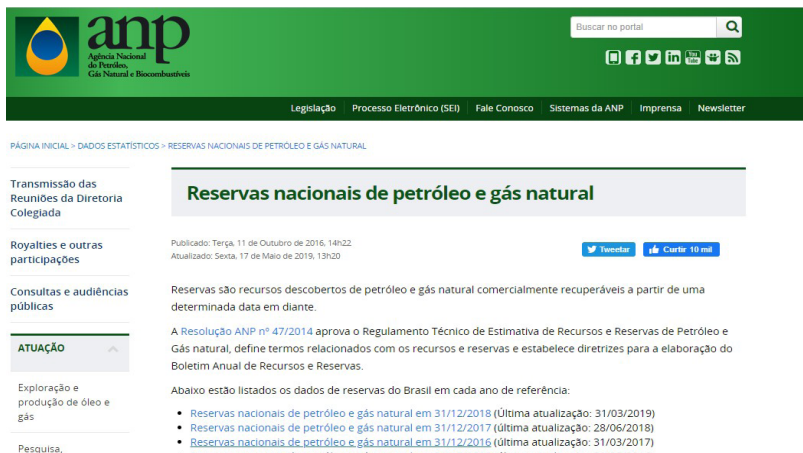 anp
Agência Nacional
do Petróleo,
Gás Natural e Biocombustíveis
Buscar no portal
You
Tube
Legislação Processo Eletrônico (SEI) Fale Conosco Sistemas da ANP Imprensa Newsletter
PÁGINA INICIAL > DADOS ESTATÍSTICOS > RESERVAS NACIONAIS DE PETRÓLEO E GÁS NATURAL
Transmissão das
Reuniões da Diretoria
Colegiada
Royalties e outras
participações
Consultas e audiências
públicas
ATUAÇÃO
Exploração e
produção de óleo e
gás
Pesquisa,
Reservas nacionais de petróleo e gás natural
Publicado: Terça, 11 de Outubro de 2016, 14h22
Atualizado: Sexta, 17 de Maio de 2019, 13h20
Tweetar
Curtir 10 mil
Reservas são recursos descobertos de petróleo e gás natural comercialmente recuperáveis a partir de uma
determinada data em diante.
A Resolução ANP nº 47/2014 aprova o Regulamento Técnico de Estimativa de Recursos e Reservas de Petróleo e
Gás natural, define termos relacionados com os recursos e reservas e estabelece diretrizes para a elaboração do
Boletim Anual de Recursos e Reservas.
Abaixo estão listados os dados de reservas do Brasil em cada ano de referência:
Reservas nacionais de petróleo e gás natural em 31/12/2018 (Última atualização: 31/03/2019)
Reservas nacionais de petróleo e gás natural em 31/12/2017 (última atualização: 28/06/2018)
Reservas nacionais de petróleo e gás natural em 31/12/2016 (última atualização: 31/03/2017)